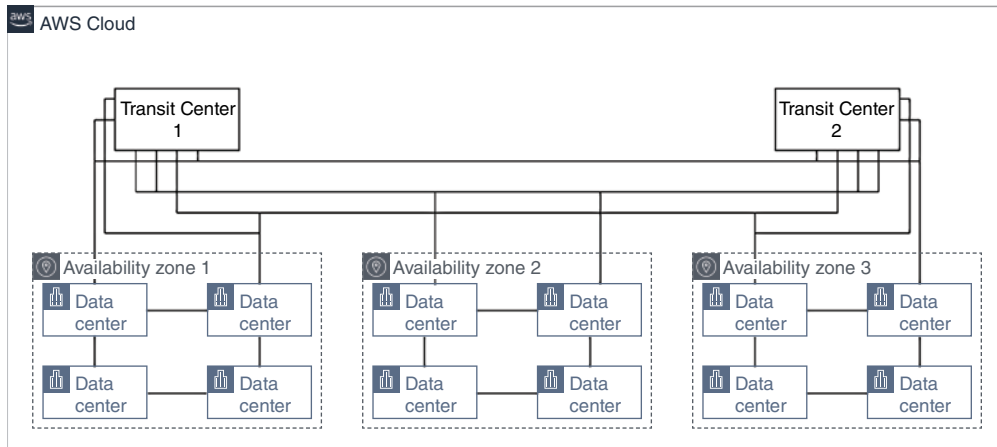 aws
AWS Cloud
Transit Center
1
Transit Center
2
Availability zone 1
Availability zone 2
Availability zone 3
Data
center
Data
center
Data
center
Data
center
Data
center
Data
center
Data
center
Data
center
Data
center
Data
center
Data
center
Data
center